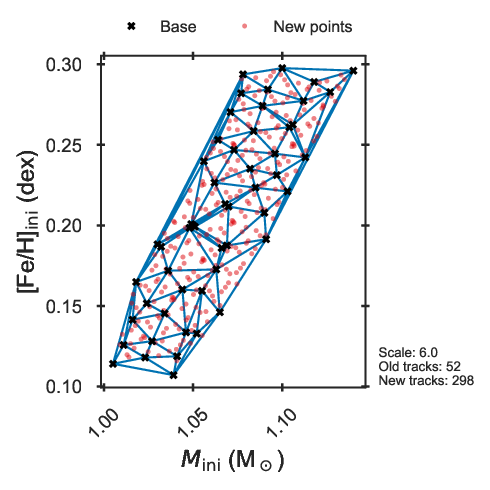 Base New points
0.30
0.25
0.20
0.15
0.10
[Fe/H]ini (dex)
1.00 1.05 1.10
Mini (M⊙)
Scale: 6.0
Old tracks: 52
New tracks: 298